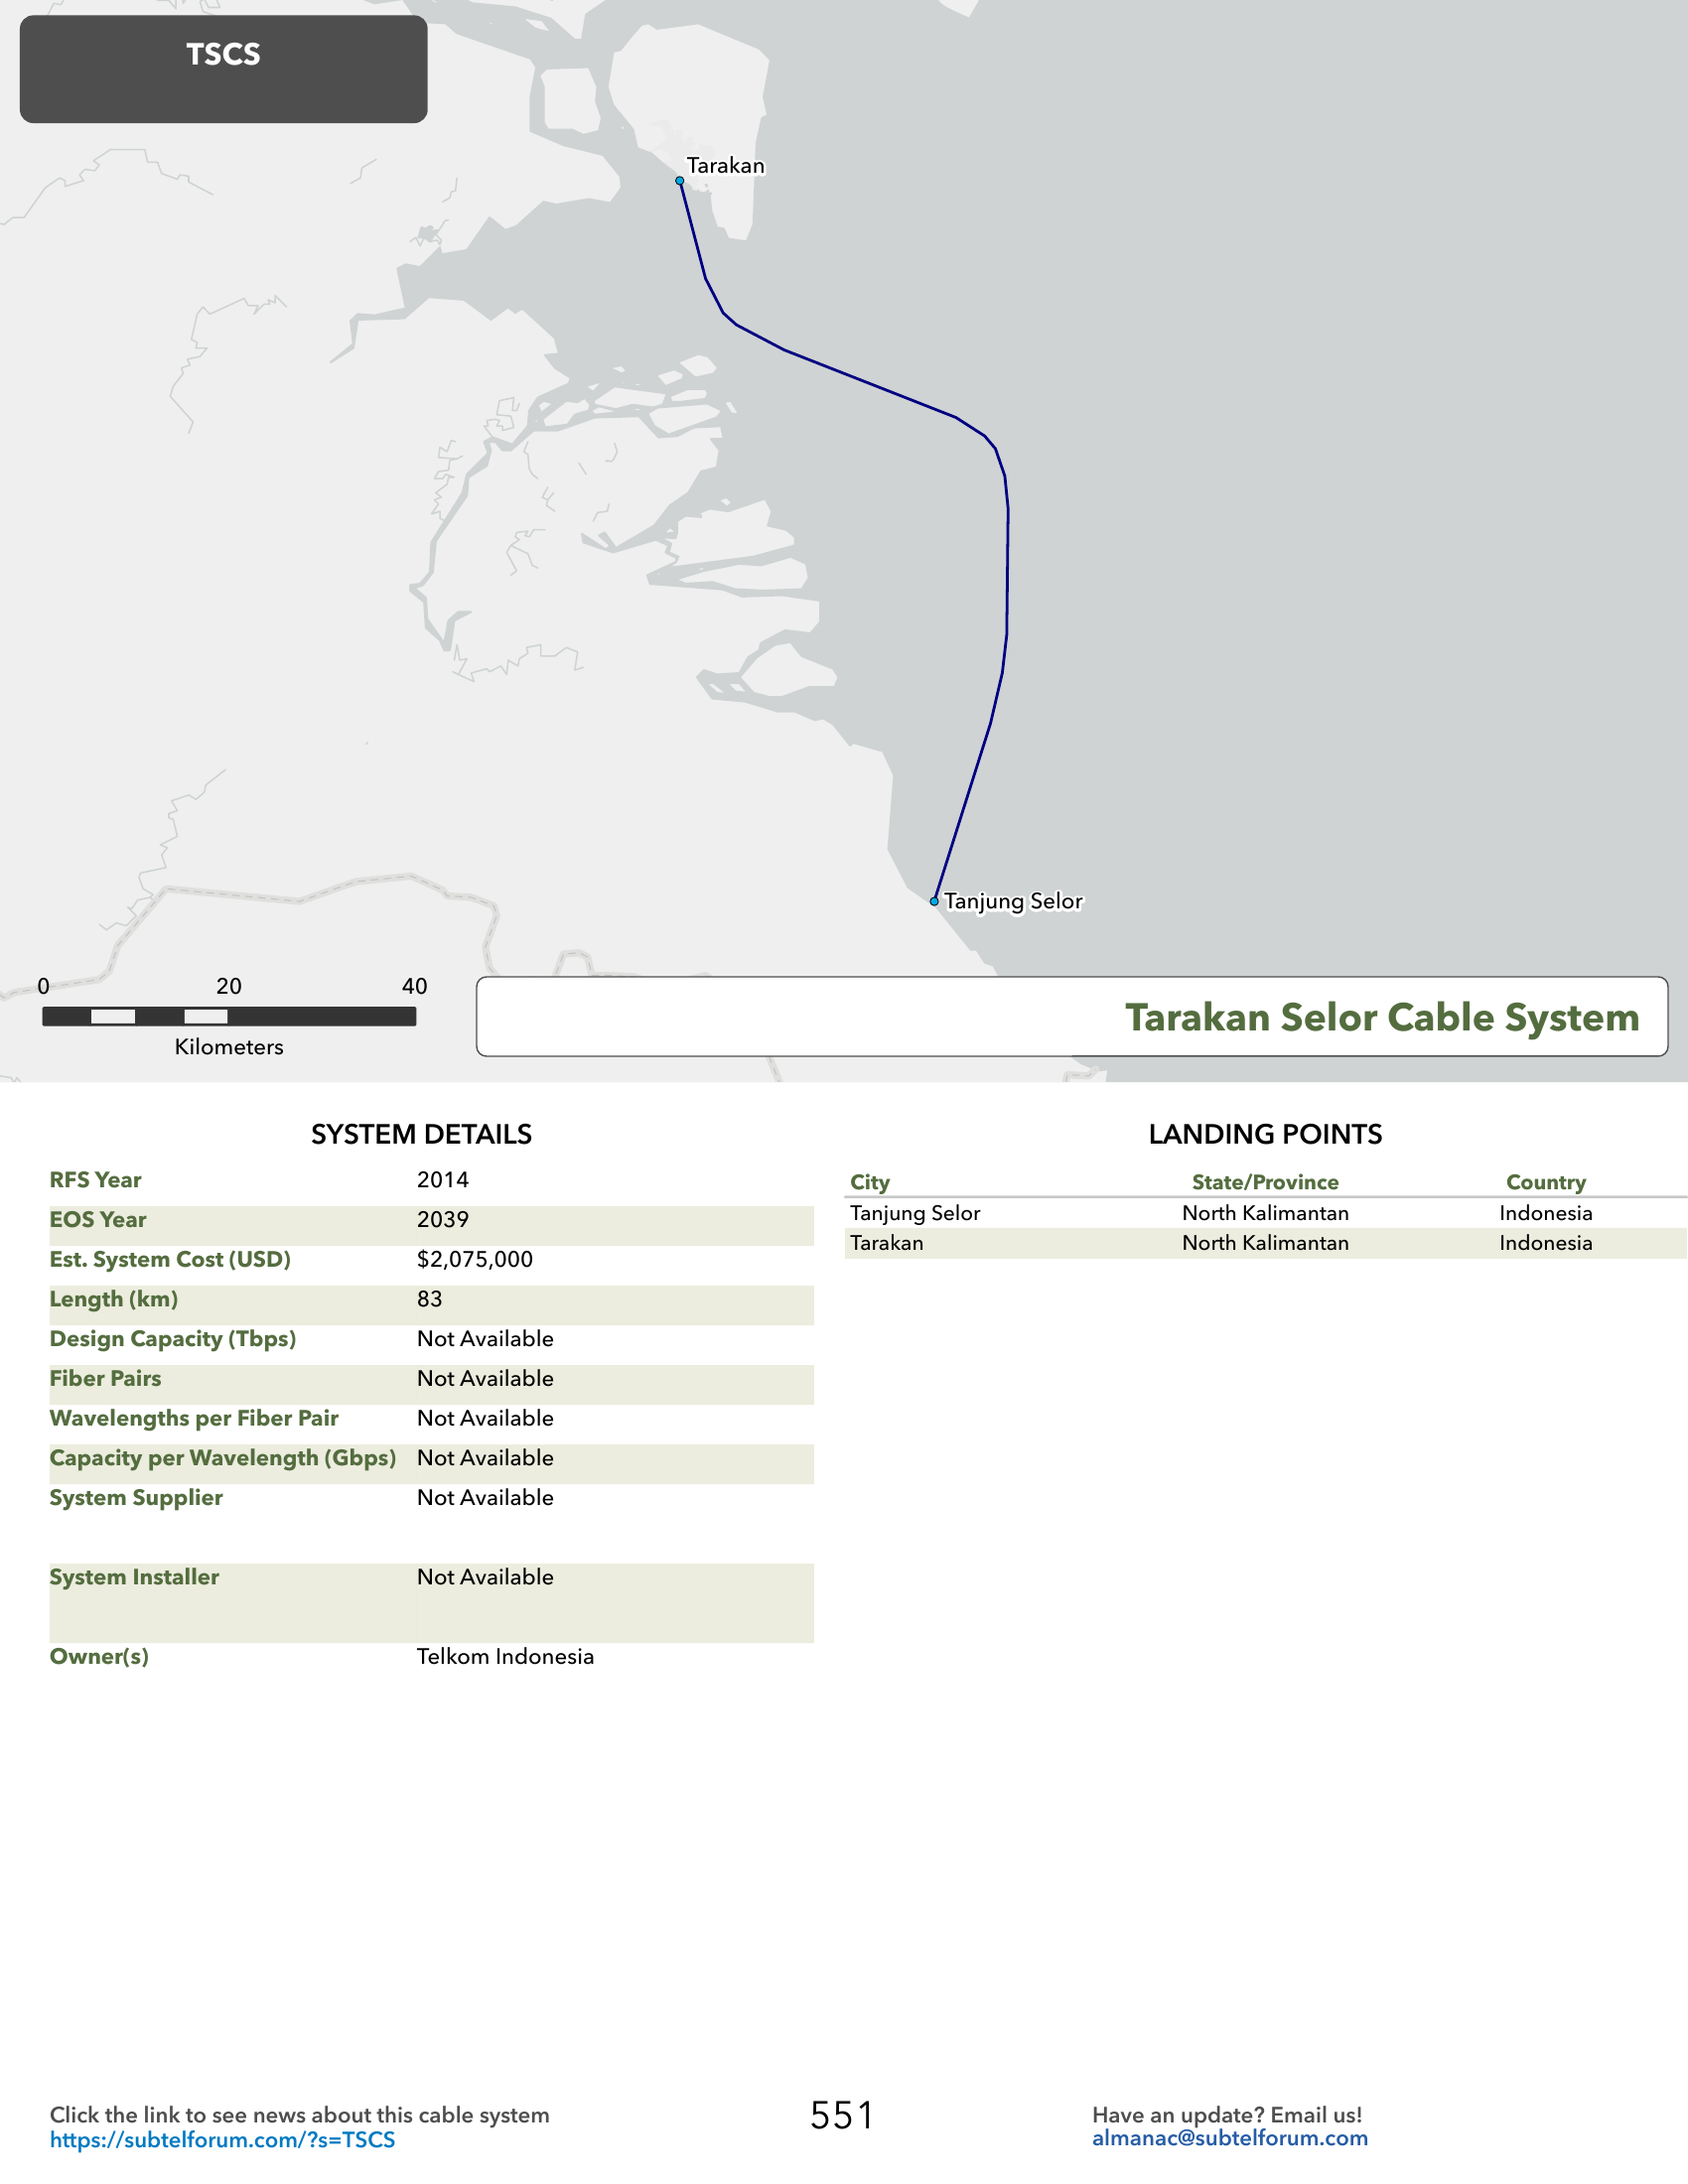 TSCS
Tarakan
Tanjung Selor
0 20 40
Kilometers
Tarakan Selor Cable System
SYSTEM DETAILS
RFS Year 2014
EOS Year 2039
Est. System Cost (USD) $2,075,000
Length (km) 83
Design Capacity (Tbps) Not Available
Fiber Pairs Not Available
Wavelengths per Fiber Pair Not Available
Capacity per Wavelength (Gbps) Not Available
System Supplier Not Available
System Installer Not Available
Owner(s) Telkom Indonesia
LANDING POINTS
City State/Province Country
Tanjung Selor North Kalimantan Indonesia
Tarakan North Kalimantan Indonesia
Click the link to see news about this cable system
https://subtelforum.com/?s=TSCS
551
Have an update? Email us!
almanac@subtelforum.com